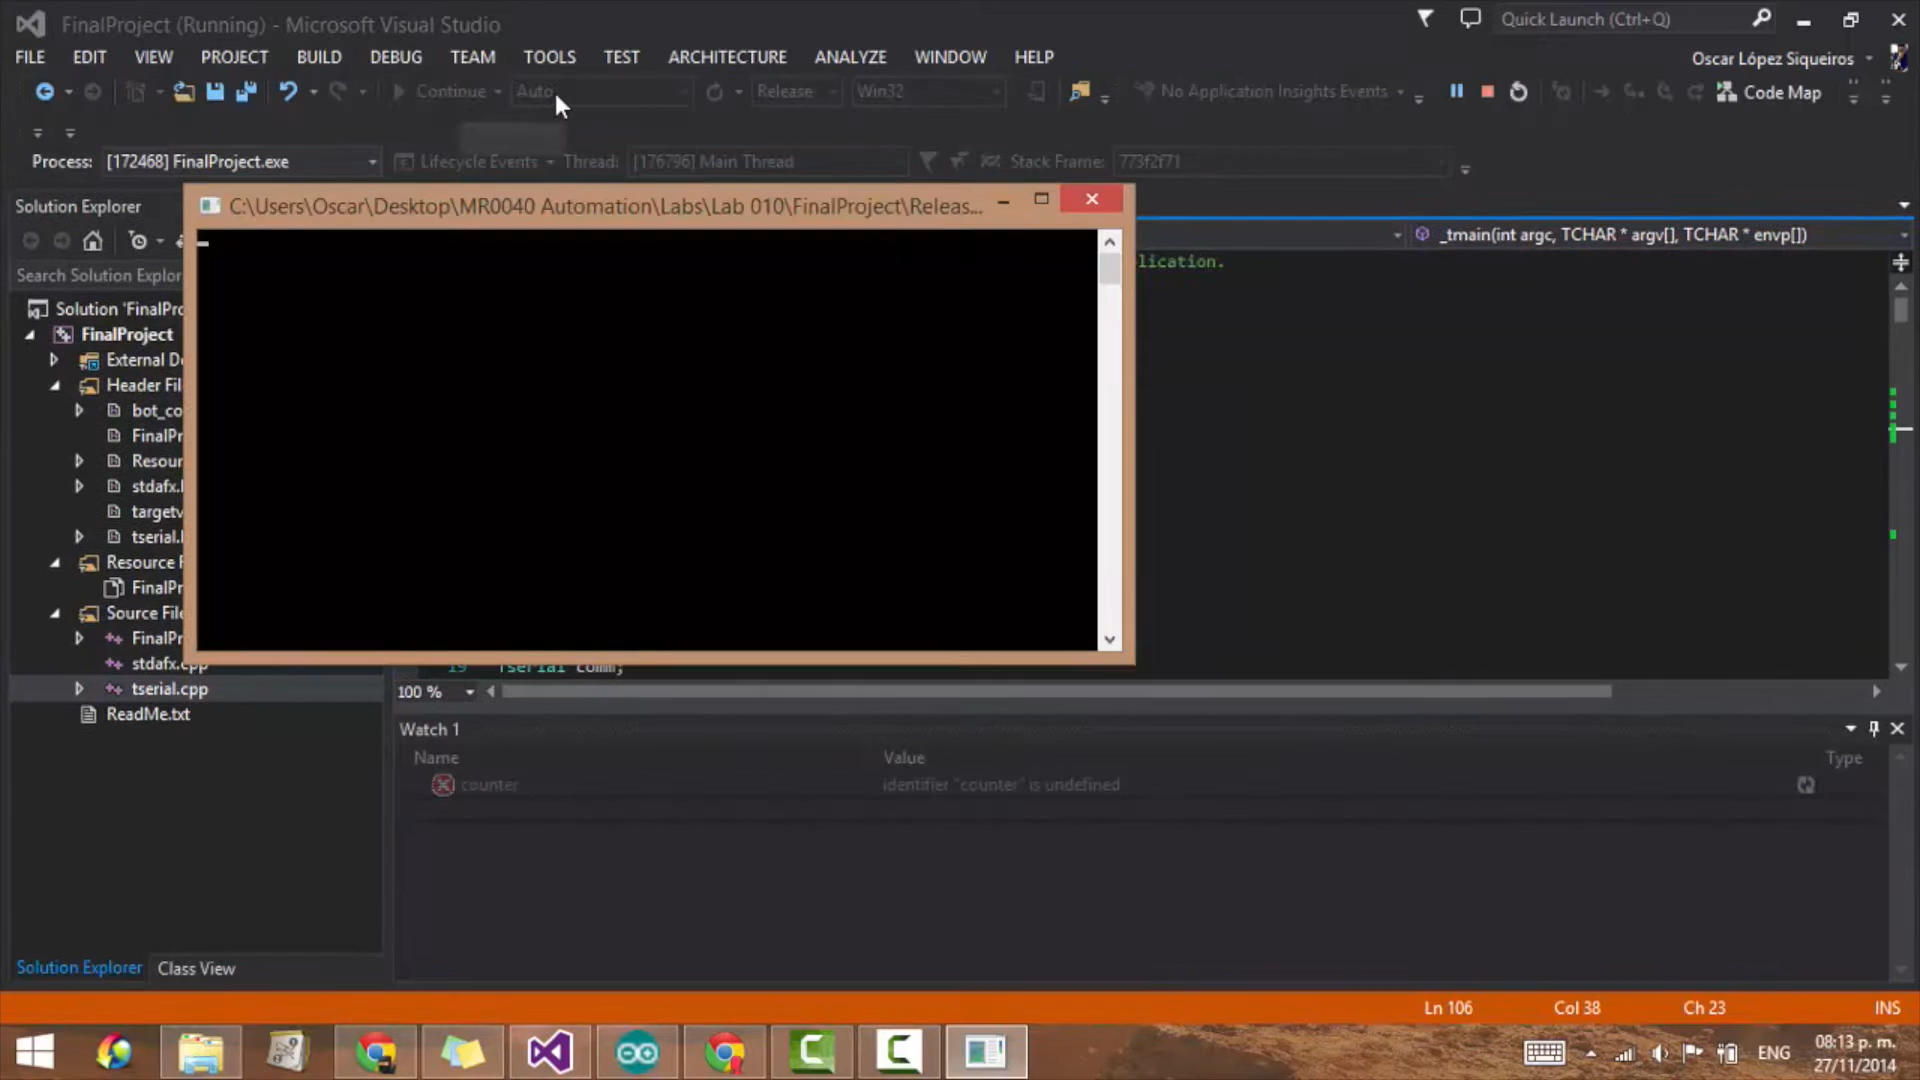 FinalProject (Running) - Microsoft Visual Studio
Quick Launch (Ctrl+Q)
FILE EDIT VIEW PROJECT BUILD DEBUG TEAM TOOLS TEST ARCHITECTURE ANALYZE WINDOW HELP
Oscar López Siqueiros
Continue Auto Release Win32 No Application Insights Events Code Map
Process: [172468] FinalProject.exe Lifecycle Events Thread: [176796] Main Thread Stack Frame: 773f2f71
Solution Explorer
C:\Users\Oscar\Desktop\MR0040 Automation\Labs\Lab 010\FinalProject\Releas...
_tmain(int argc, TCHAR * argv[], TCHAR * envp[])
lication.
Search Solution Explor
Solution 'FinalPro
FinalProject
External De
Header Fil
bot_co
FinalPr
Resour
stdafx.l
targetv
tserial.l
Resource F
FinalPr
Source File
FinalPr
stdafx.cpp
tserial.cpp
ReadMe.txt
19 Tserial comm;
100 %
Watch 1
Name Value Type
counter identifier "counter" is undefined
Solution Explorer Class View
Ln 106 Col 38 Ch 23 INS
ENG
08:13 p. m.
27/11/2014